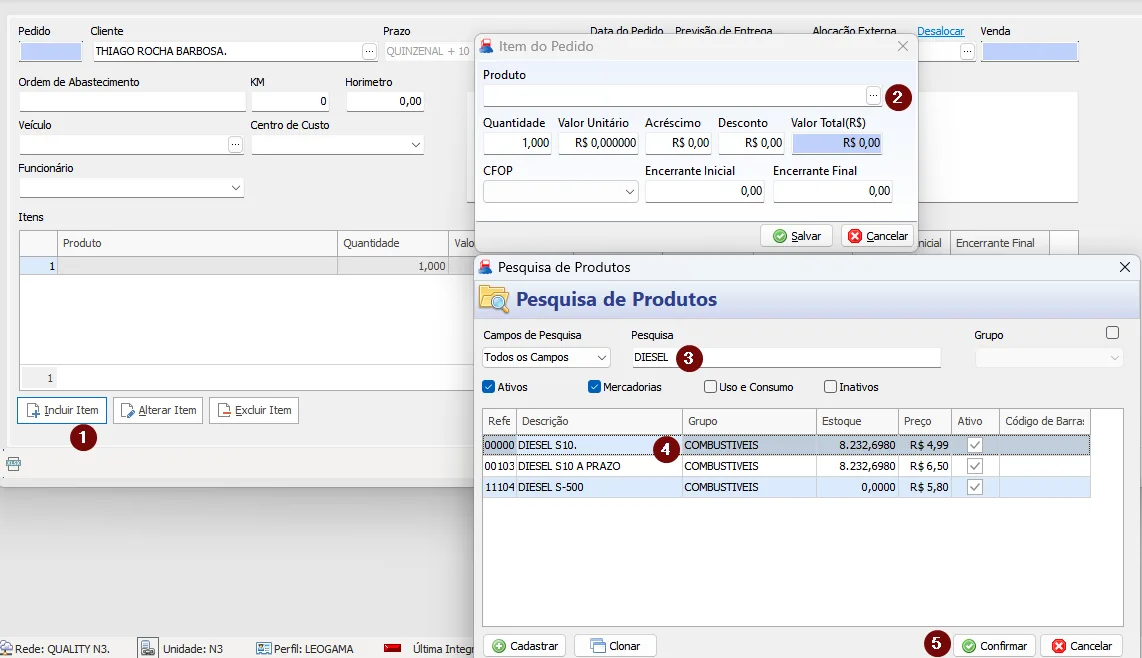 Pedido Cliente Prazo Data do Pedido Previsão de Entrega Alocação Externa Desalocar Venda
THIAGO ROCHA BARBOSA. ... QUINZENAL + 10 ...
Ordem de Abastecimento KM Horimetro
0 0,00
Veículo Centro de Custo
...
Funcionário
Itens
Produto Quantidade Valo nicial Encerrante Final
1 1,000
1
Incluir Item Alterar Item Excluir Item
1
Item do Pedido
Produto
... 2
Quantidade Valor Unitário Acréscimo Desconto Valor Total(R$)
1,000 R$ 0,000000 R$ 0,00 R$ 0,00 R$ 0,00
CFOP Encerrante Inicial Encerrante Final
0,00 0,00
Salvar Cancelar
Pesquisa de Produtos
Pesquisa de Produtos
Campos de Pesquisa Pesquisa Grupo
Todos os Campos DIESEL 3
Ativos Mercadorias Uso e Consumo Inativos
Refe Descrição Grupo Estoque Preço Ativo Código de Barras
00000 DIESEL S10. 4 COMBUSTIVEIS 8.232,6980 R$ 4,99
00103 DIESEL S10 A PRAZO COMBUSTIVEIS 8.232,6980 R$ 6,50
11104 DIESEL S-500 COMBUSTIVEIS 0,0000 R$ 5,80
Cadastrar Clonar 5 Confirmar Cancelar
Rede: QUALITY N3. Unidade: N3 Perfil: LEOGAMA Última Integr